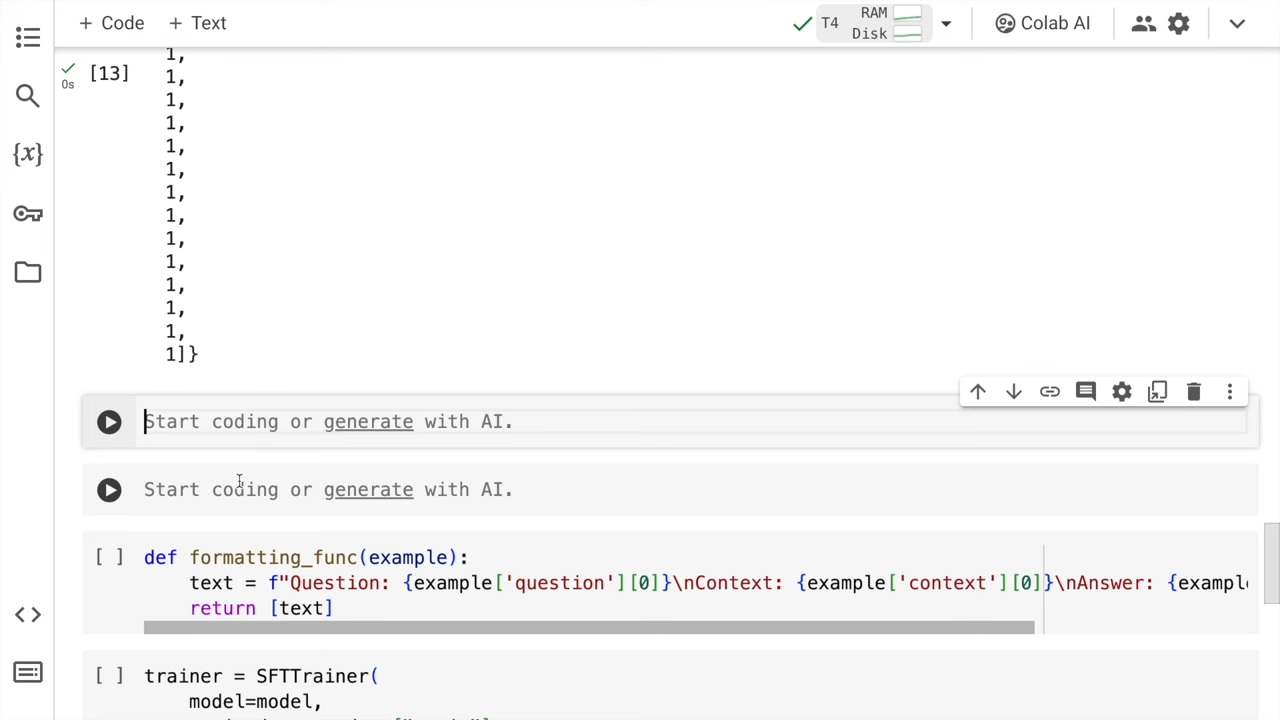 + Code + Text
T4 RAM Disk
Colab AI
1,
[13] 1,
0s
1,
1,
1,
1,
1,
1,
1,
1,
1,
1,
1,
1]}
Start coding or generate with AI.
Start coding or generate with AI.
[ ] def formatting_func(example):
text = f"Question: {example['question'][0]}\nContext: {example['context'][0]}\nAnswer: {example
return [text]
[ ] trainer = SFTTrainer(
model=model,